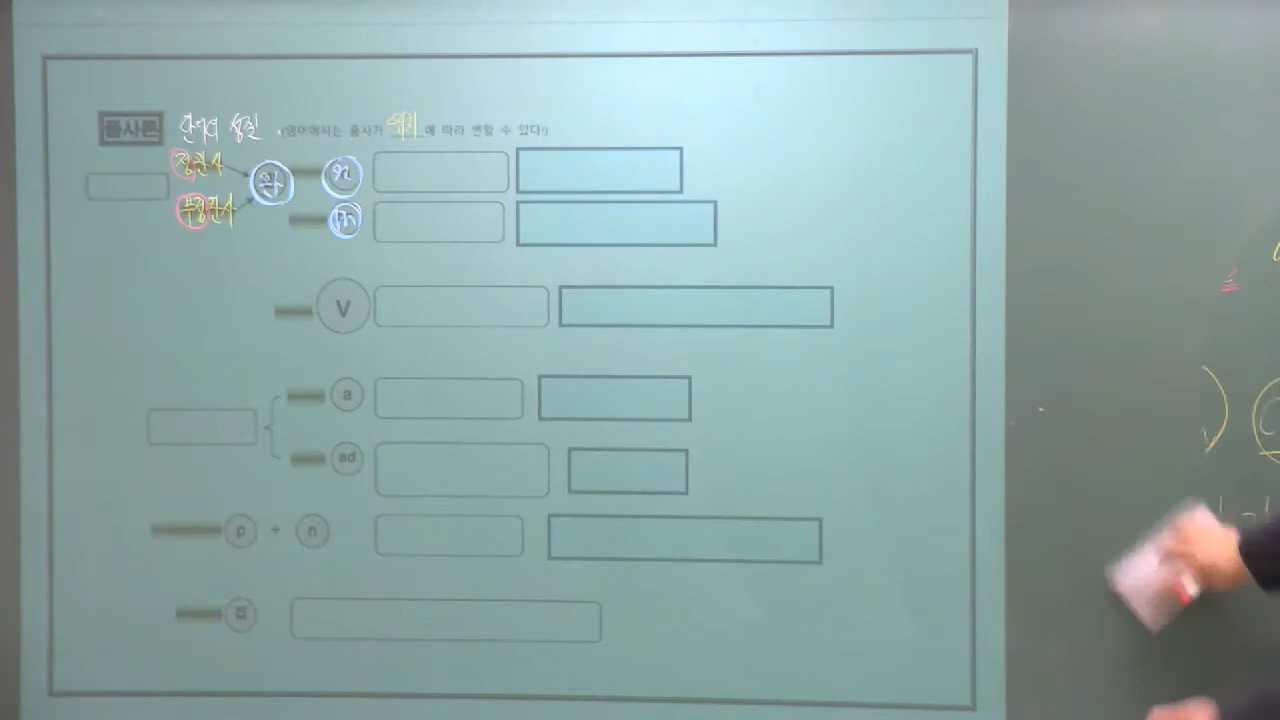 품사론 단어의 성질 (영어에서는 품사가 위치에 따라 변할 수 있다!)
정관사
관
부정관사
V
a
ad
p + n
접